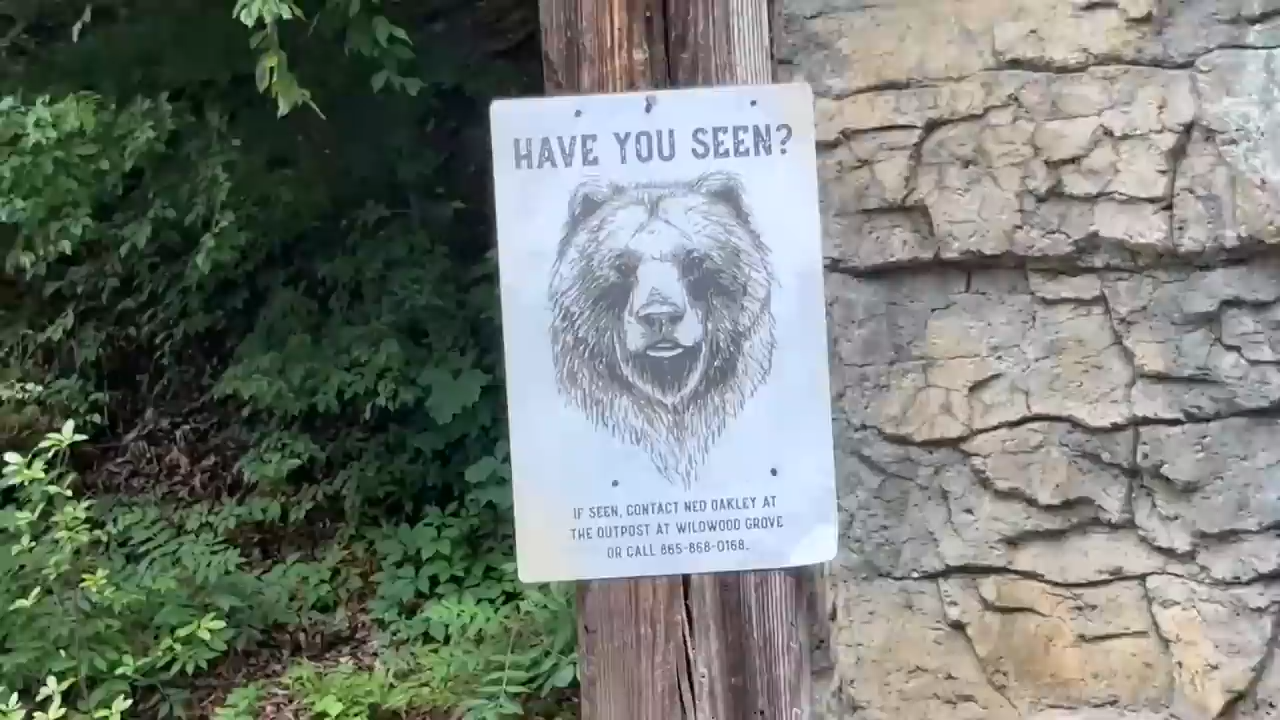 HAVE YOU SEEN?
IF SEEN, CONTACT NED OAKLEY AT
THE OUTPOST AT WILDWOOD GROVE
OR CALL 865-868-0168.